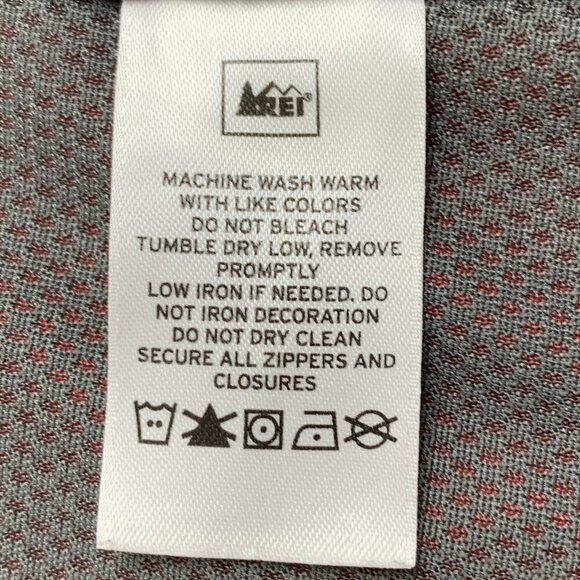 REI®
MACHINE WASH WARM
WITH LIKE COLORS
DO NOT BLEACH
TUMBLE DRY LOW, REMOVE
PROMPTLY
LOW IRON IF NEEDED. DO
NOT IRON DECORATION
DO NOT DRY CLEAN
SECURE ALL ZIPPERS AND
CLOSURES